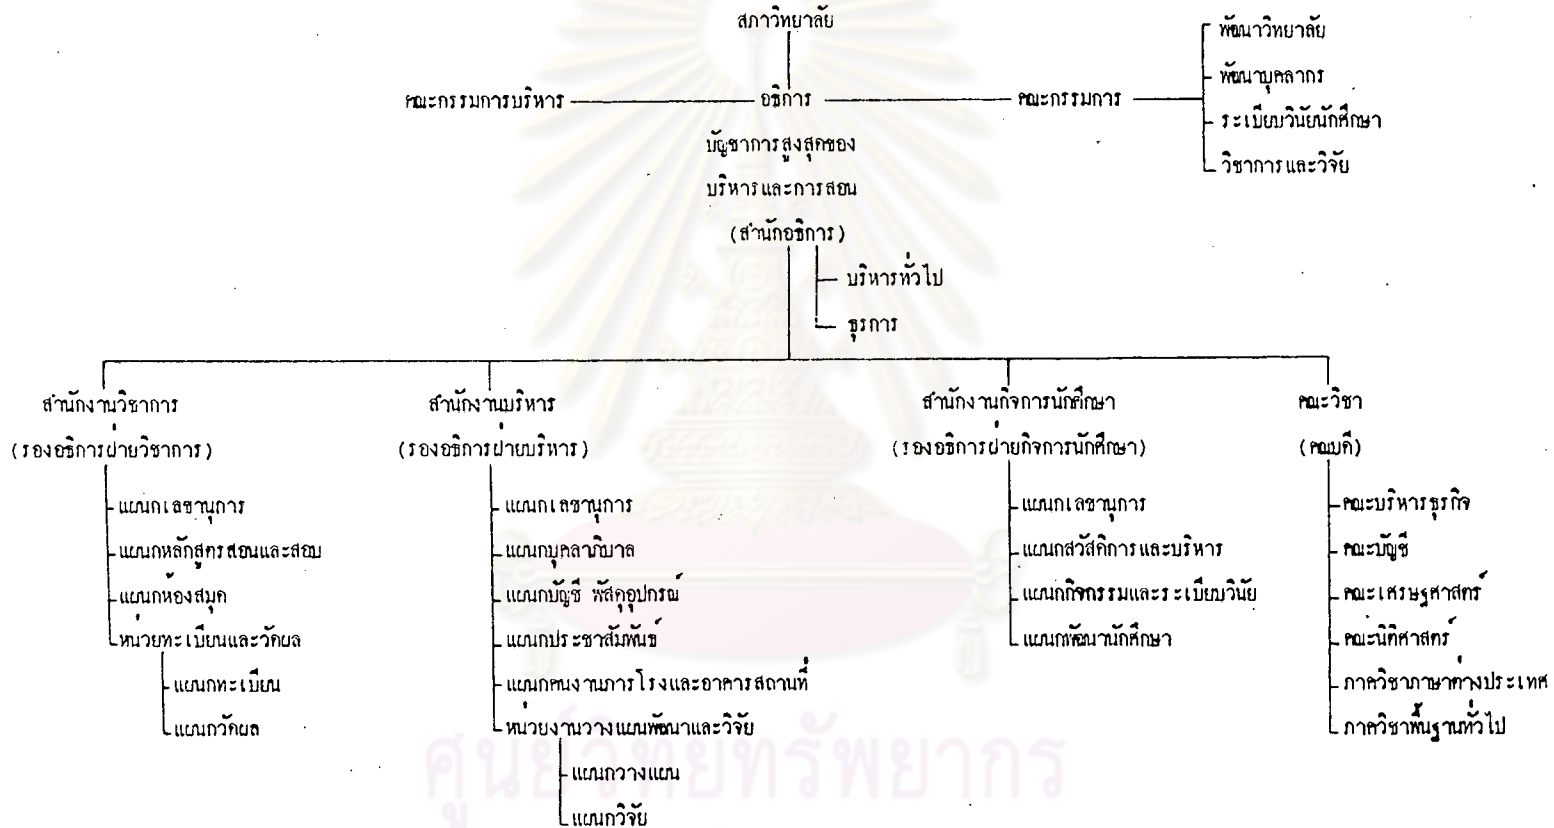 สภาวิทยาลัย
คณะกรรมการบริหาร
อธิการ
คณะกรรมการ
พัฒนาวิทยาลัย
พัฒนาบุคลากร
ระเบียบวินัยนักศึกษา
วิชาการและวิจัย
บัญชาการสูงสุดของ
บริหารและการสอน
(สำนักอธิการ)
บริหารทั่วไป
ธุรการ
สำนักงานวิชาการ
(รองอธิการฝ่ายวิชาการ)
แผนกเลขานุการ
แผนกหลักสูตรสอนและสอบ
แผนกห้องสมุด
หน่วยทะเบียนและวัดผล
แผนกทะเบียน
แผนกวัดผล
สำนักงานบริหาร
(รองอธิการฝ่ายบริหาร)
แผนกเลขานุการ
แผนกบุคลาภิบาล
แผนกบัญชี พัสดุอุปกรณ์
แผนกประชาสัมพันธ์
แผนกคนงานภารโรงและอาคารสถานที่
หน่วยงานวางแผนพัฒนาและวิจัย
แผนกวางแผน
แผนกวิจัย
สำนักงานกิจการนักศึกษา
(รองอธิการฝ่ายกิจการนักศึกษา)
แผนกเลขานุการ
แผนกสวัสดิการและบริหาร
แผนกกิจกรรมและระเบียบวินัย
แผนกพัฒนานักศึกษา
คณะวิชา
(คณบดี)
คณะบริหารธุรกิจ
คณะบัญชี
คณะเศรษฐศาสตร์
คณะนิติศาสตร์
ภาควิชาภาษาต่างประเทศ
ภาควิชาพื้นฐานทั่วไป
ศูนย์วิทยทรัพยากร